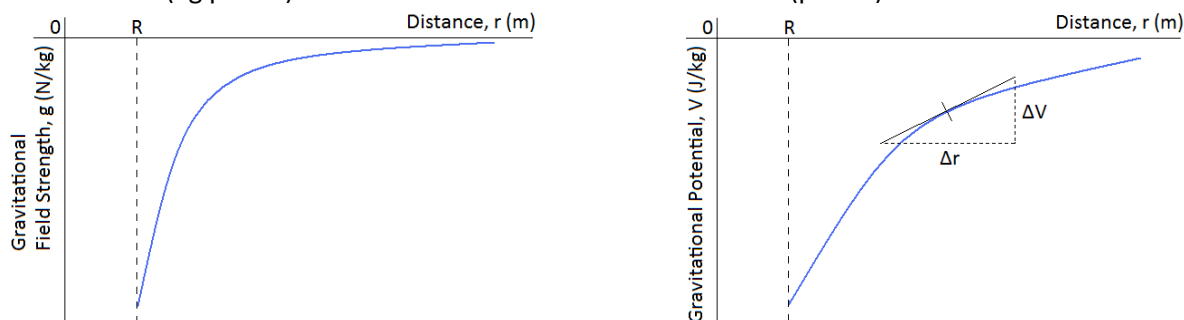 0
R
Distance, r (m)
Gravitational
Field Strength, g (N/kg)
0
R
Distance, r (m)
Gravitational Potential, V (J/kg)
ΔV
Δr